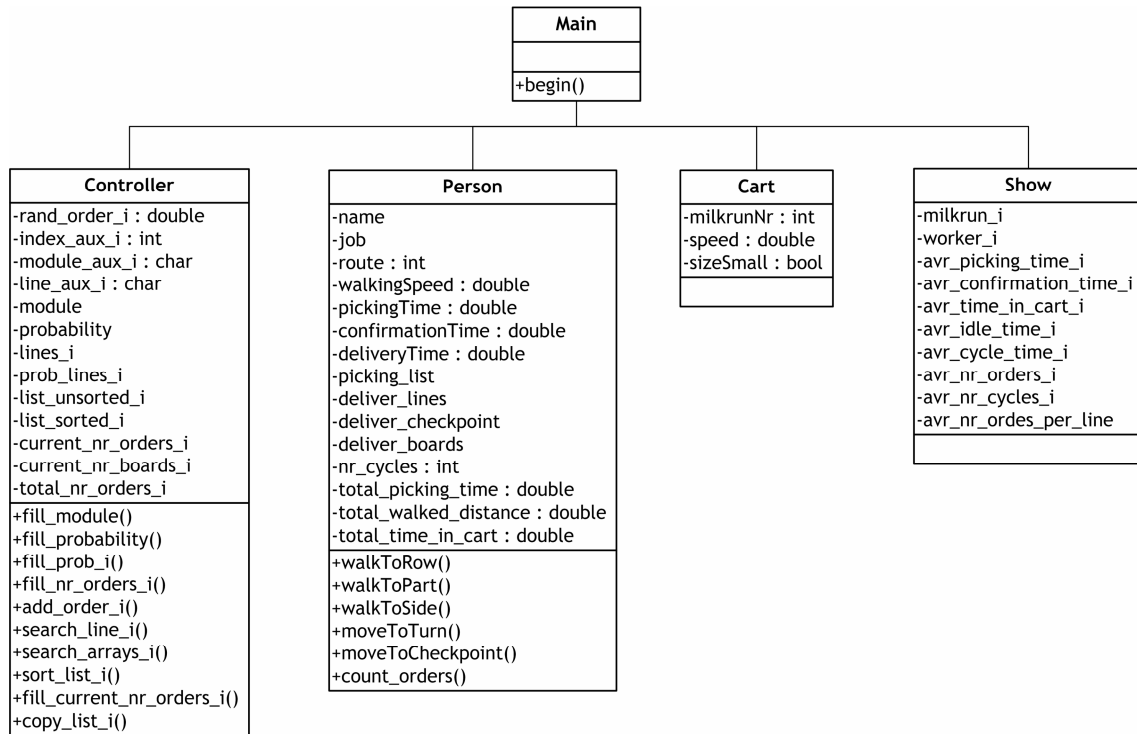 Main
+begin()
Controller
-rand_order_i : double
-index_aux_i : int
-module_aux_i : char
-line_aux_i : char
-module
-probability
-lines_i
-prob_lines_i
-list_unsorted_i
-list_sorted_i
-current_nr_orders_i
-current_nr_boards_i
-total_nr_orders_i
+fill_module()
+fill_probability()
+fill_prob_i()
+fill_nr_orders_i()
+add_order_i()
+search_line_i()
+search_arrays_i()
+sort_list_i()
+fill_current_nr_orders_i()
+copy_list_i()
Person
-name
-job
-route : int
-walkingSpeed : double
-pickingTime : double
-confirmationTime : double
-deliveryTime : double
-picking_list
-deliver_lines
-deliver_checkpoint
-deliver_boards
-nr_cycles : int
-total_picking_time : double
-total_walked_distance : double
-total_time_in_cart : double
+walkToRow()
+walkToPart()
+walkToSide()
+moveToTurn()
+moveToCheckpoint()
+count_orders()
Cart
-milkrunNr : int
-speed : double
-sizeSmall : bool
Show
-milkrun_i
-worker_i
-avr_picking_time_i
-avr_confirmation_time_i
-avr_time_in_cart_i
-avr_idle_time_i
-avr_cycle_time_i
-avr_nr_orders_i
-avr_nr_cycles_i
-avr_nr_ordes_per_line